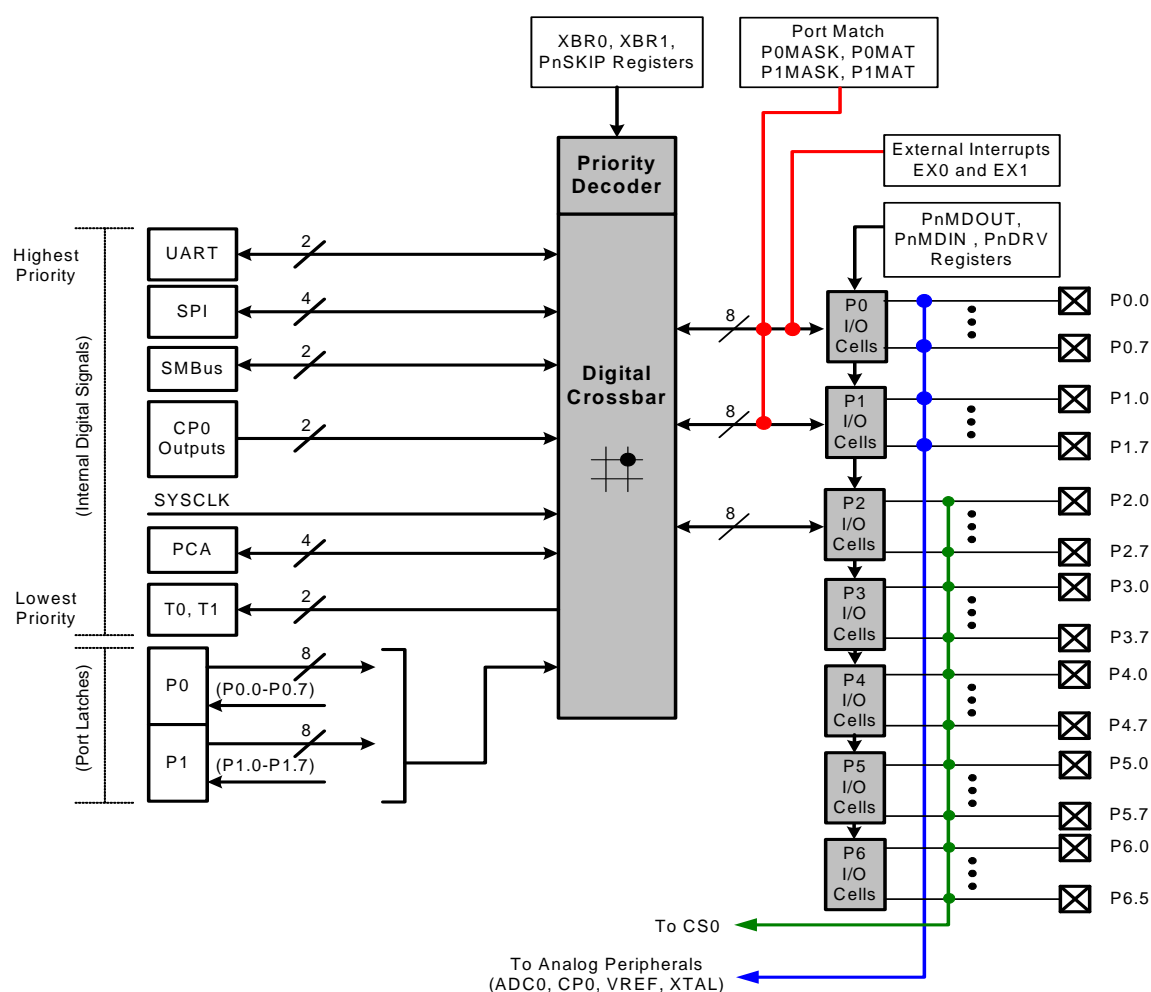 XBR0, XBR1,
PnSKIP Registers
Port Match
P0MASK, P0MAT
P1MASK, P1MAT
External Interrupts
EX0 and EX1
Priority
Decoder
PnMDOUT,
PnMDIN , PnDRV
Registers
Highest
Priority
(Internal Digital Signals)
Lowest
Priority
(Port Latches)
UART
2
SPI
4
SMBus
2
CP0
Outputs
2
SYSCLK
PCA
4
T0, T1
2
P0
8
(P0.0-P0.7)
P1
8
(P1.0-P1.7)
Digital
Crossbar
8
8
8
P0
I/O
Cells
P0.0
P0.7
P1
I/O
Cells
P1.0
P1.7
P2
I/O
Cells
P2.0
P2.7
P3
I/O
Cells
P3.0
P3.7
P4
I/O
Cells
P4.0
P4.7
P5
I/O
Cells
P5.0
P5.7
P6
I/O
Cells
P6.0
P6.5
To CS0
To Analog Peripherals
(ADC0, CP0, VREF, XTAL)